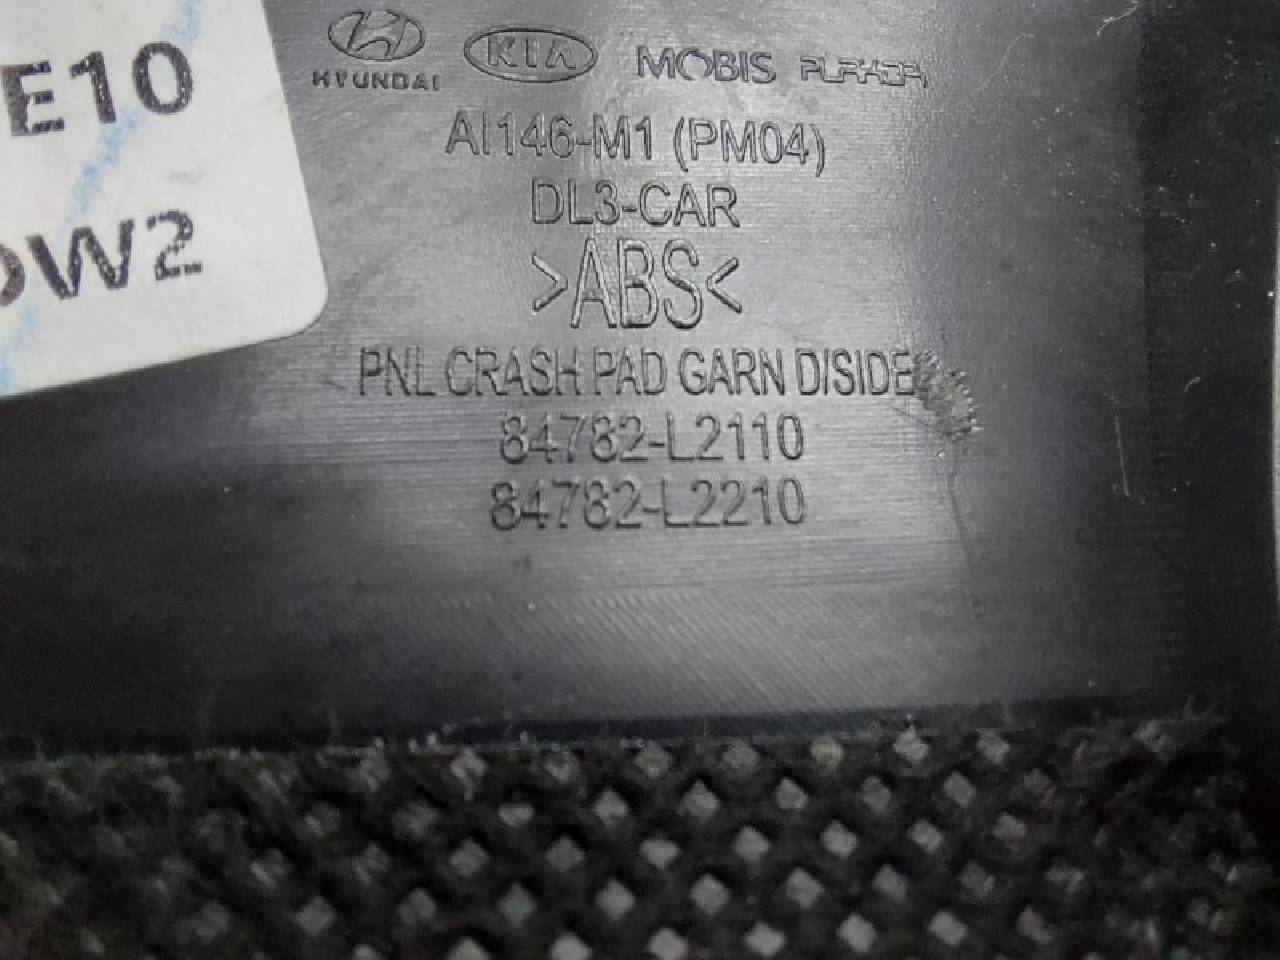 E10
W2
HYUNDAI KIA MOBIS
AI146-M1 (PM04)
DL3-CAR
>ABS<
PNL CRASH PAD GARN D/SIDE
84782-L2110
84782-L2210